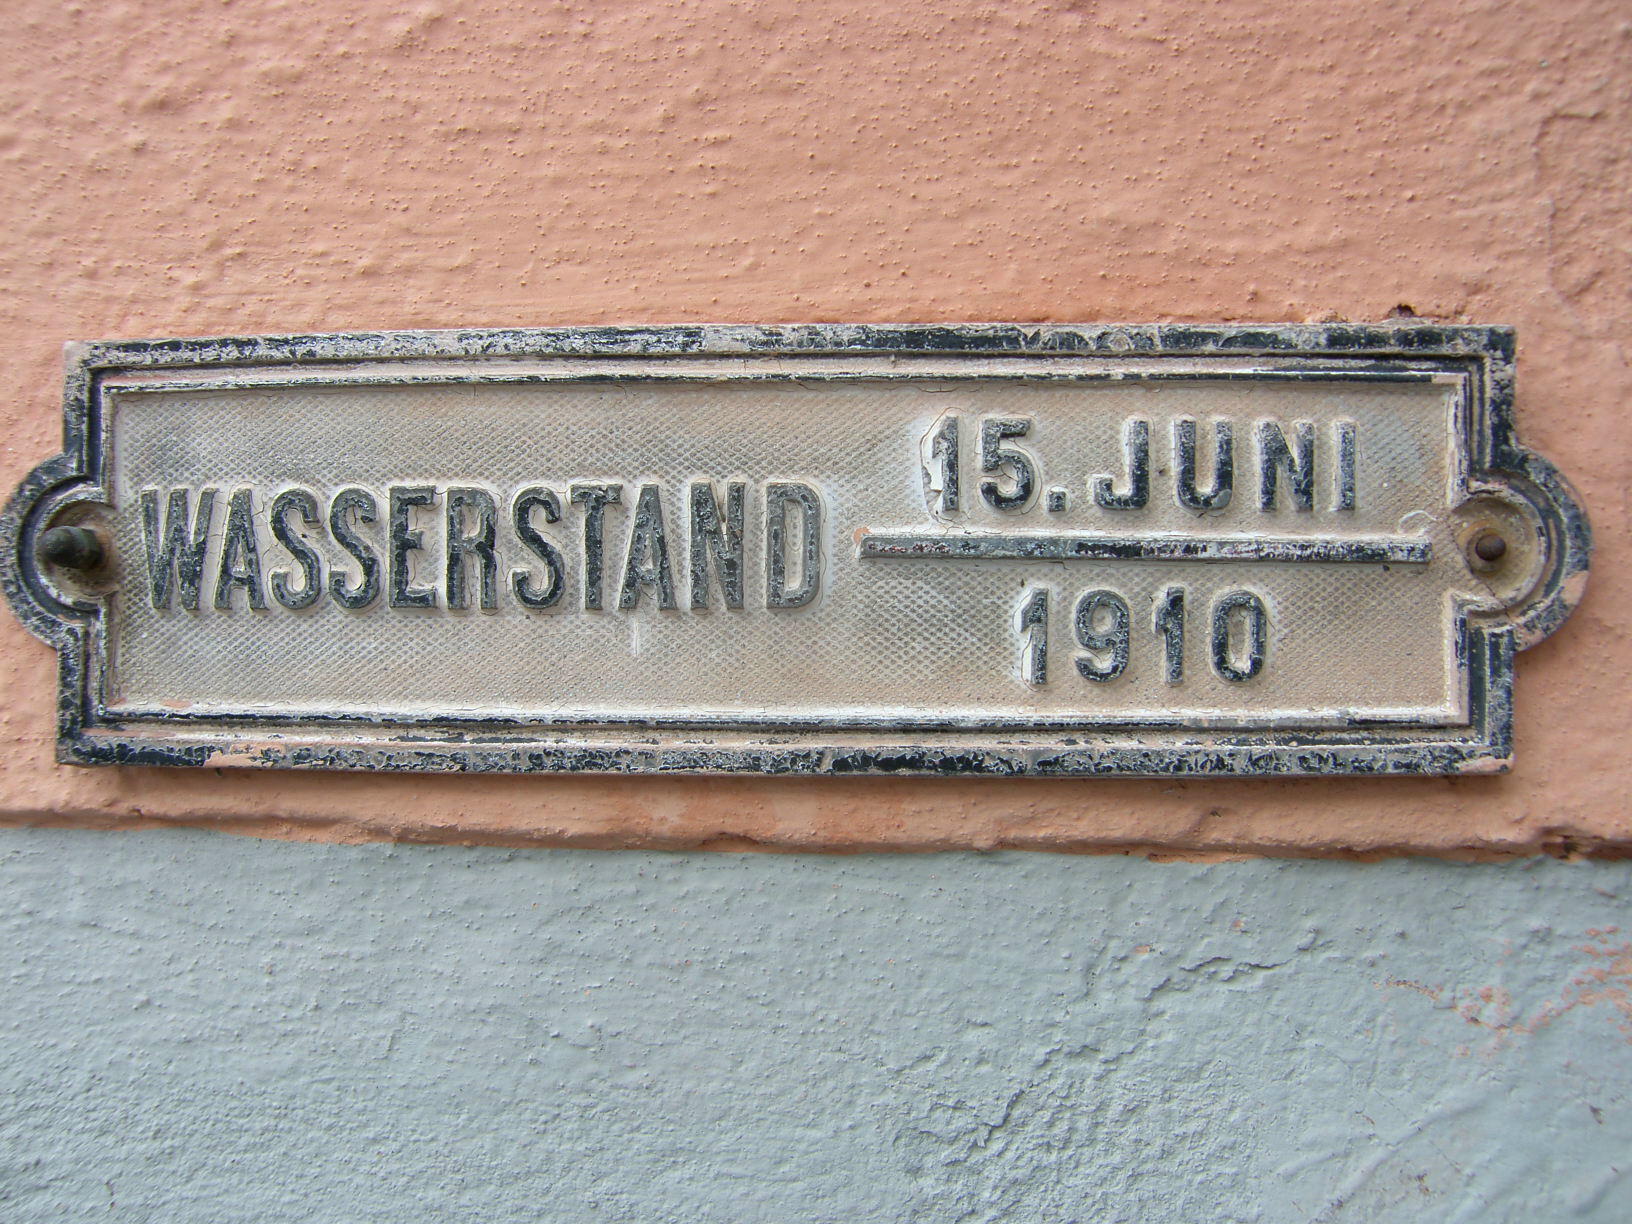 WASSERSTAND
15. JUNI
1910